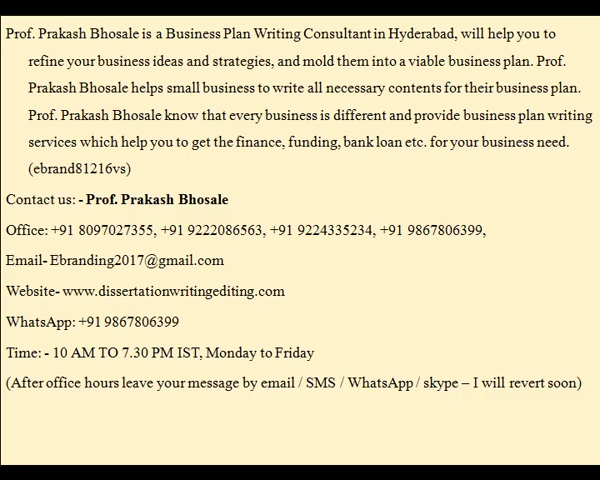 Prof. Prakash Bhosale is a Business Plan Writing Consultant in Hyderabad, will help you to
refine your business ideas and strategies, and mold them into a viable business plan. Prof.
Prakash Bhosale helps small business to write all necessary contents for their business plan.
Prof. Prakash Bhosale know that every business is different and provide business plan writing
services which help you to get the finance, funding, bank loan etc. for your business need.
(ebrand81216vs)
Contact us: - Prof. Prakash Bhosale
Office: +91 8097027355, +91 9222086563, +91 9224335234, +91 9867806399,
Email- Ebranding2017@gmail.com
Website- www.dissertationwritingediting.com
WhatsApp: +91 9867806399
Time: - 10 AM TO 7.30 PM IST, Monday to Friday
(After office hours leave your message by email / SMS / WhatsApp / skype – I will revert soon)